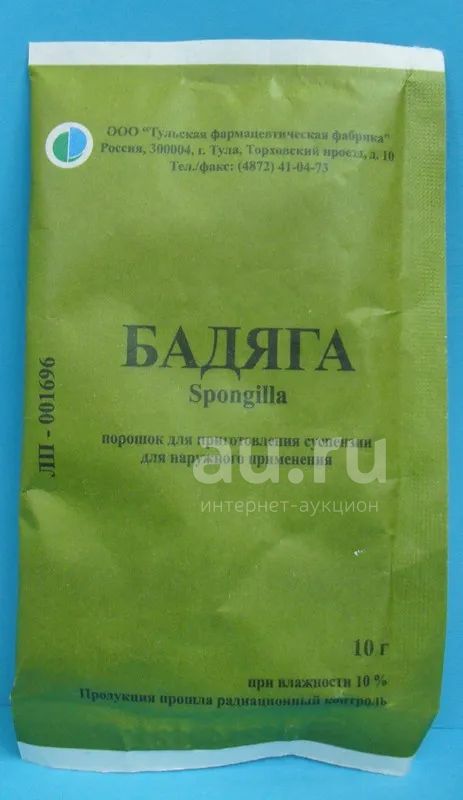 ООО "Тульская фармацевтическая фабрика"
Россия, 300004, г. Тула, Торховский проезд, д. 10
Тел./факс: (4872) 41-04-73
БАДЯГА
Spongilla
порошок для приготовления суспензии
для наружного применения
ЛП - 001696
au.ru
интернет-аукцион
10 г
при влажности 10 %
Продукция прошла радиационный контроль